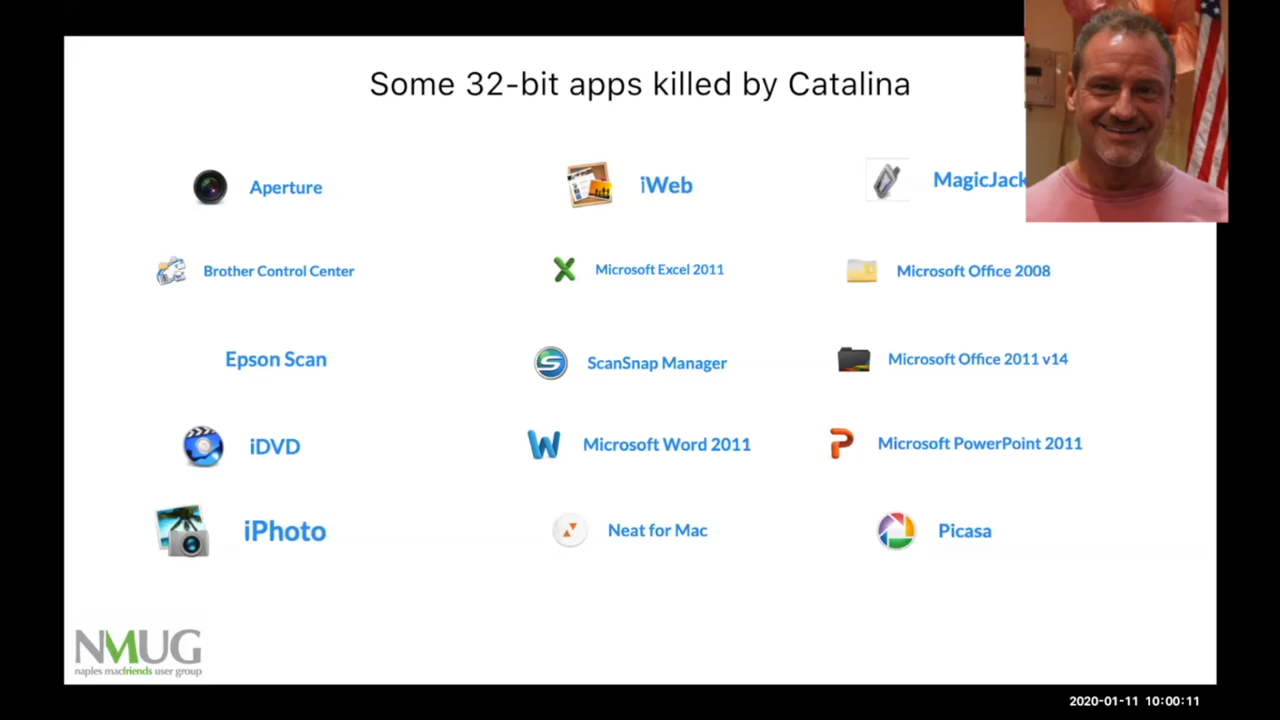 Some 32-bit apps killed by Catalina
Aperture
iWeb
MagicJack
Brother Control Center
Microsoft Excel 2011
Microsoft Office 2008
Epson Scan
ScanSnap Manager
Microsoft Office 2011 v14
iDVD
Microsoft Word 2011
Microsoft PowerPoint 2011
iPhoto
Neat for Mac
Picasa
NMUG
naples macfriends user group
2020-01-11 10:00:11